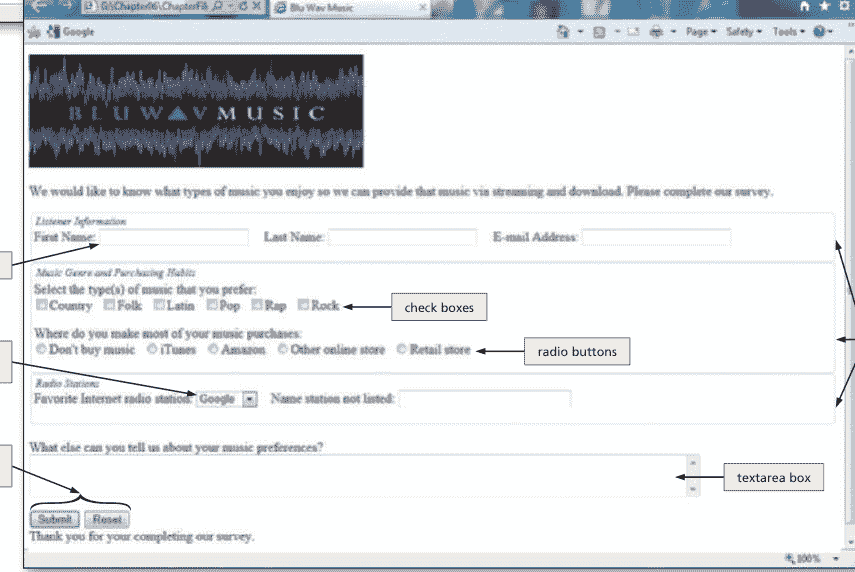 G:\Chapter06\ChapterFi
Blu Wav Music
Google
Page Safety Tools
BLUWAVMUSIC
We would like to know what types of music you enjoy so we can provide that music via streaming and download. Please complete our survey.
Listener Information
First Name: Last Name: E-mail Address:
Music Genre and Purchasing Habits
Select the type(s) of music that you prefer:
Country Folk Latin Pop Rap Rock
check boxes
Where do you make most of your music purchases:
Don't buy music iTunes Amazon Other online store Retail store
radio buttons
Radio Stations
Favorite Internet radio station: Google Name station not listed:
What else can you tell us about your music preferences?
textarea box
Submit Reset
Thank you for your completing our survey.
100%